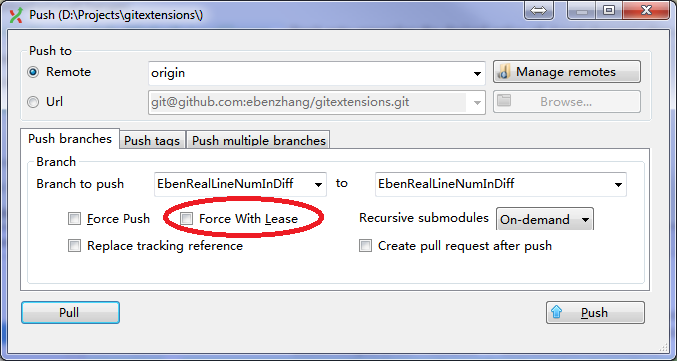 Push (D:\Projects\gitextensions\)
Push to
Remote origin Manage remotes
Url git@github.com:ebenzhang/gitextensions.git Browse...
Push branches Push tags Push multiple branches
Branch
Branch to push EbenRealLineNumInDiff to EbenRealLineNumInDiff
Force Push Force With Lease Recursive submodules On-demand
Replace tracking reference Create pull request after push
Pull Push